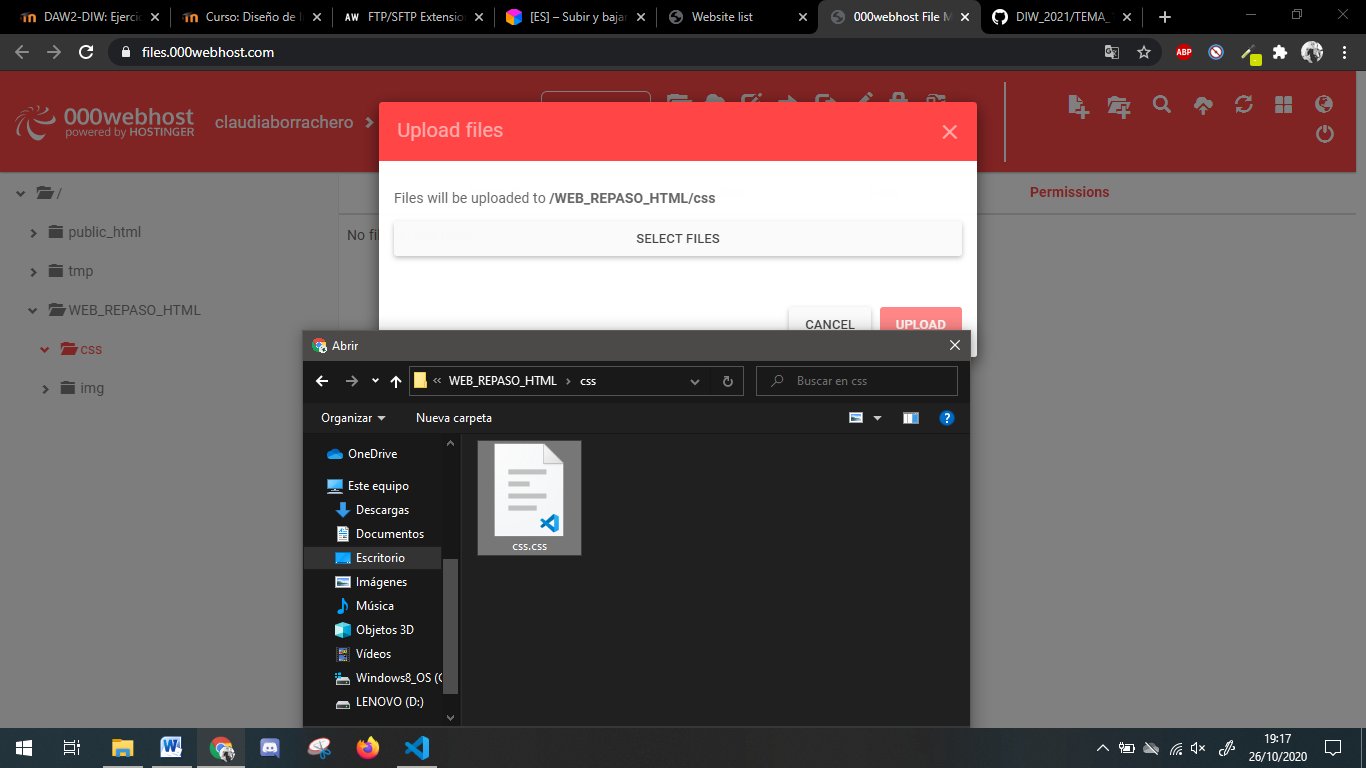 DAW2-DIW: Ejercic
Curso: Diseño de I
AW FTP/SFTP Extensio
[ES] – Subir y bajar
Website list
000webhost File M
DIW_2021/TEMA_
files.000webhost.com
ABP
000webhost
powered by HOSTINGER
claudiaborrachero
Upload files
/
public_html
tmp
WEB_REPASO_HTML
css
img
No fil
Permissions
Files will be uploaded to /WEB_REPASO_HTML/css
SELECT FILES
CANCEL
UPLOAD
Abrir
« WEB_REPASO_HTML › css
Buscar en css
Organizar
Nueva carpeta
OneDrive
Este equipo
Descargas
Documentos
Escritorio
Imágenes
Música
Objetos 3D
Vídeos
Windows8_OS (C
LENOVO (D:)
css.css
19:17
26/10/2020